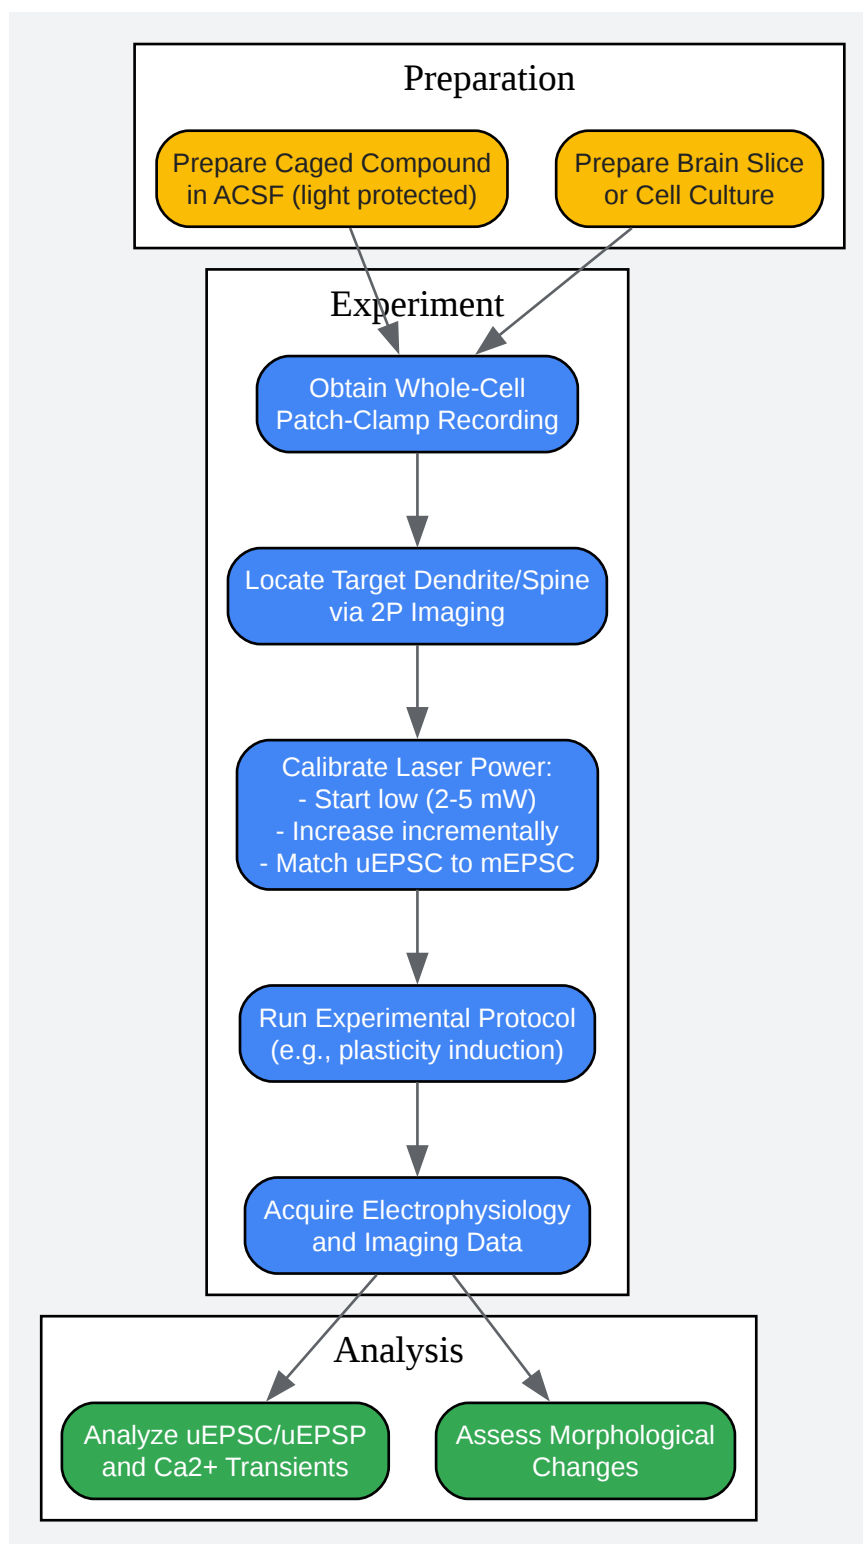 Preparation
Prepare Caged Compound
in ACSF (light protected)
Prepare Brain Slice
or Cell Culture
Experiment
Obtain Whole-Cell
Patch-Clamp Recording
Locate Target Dendrite/Spine
via 2P Imaging
Calibrate Laser Power:
- Start low (2-5 mW)
- Increase incrementally
- Match uEPSC to mEPSC
Run Experimental Protocol
(e.g., plasticity induction)
Acquire Electrophysiology
and Imaging Data
Analysis
Analyze uEPSC/uEPSP
and Ca2+ Transients
Assess Morphological
Changes